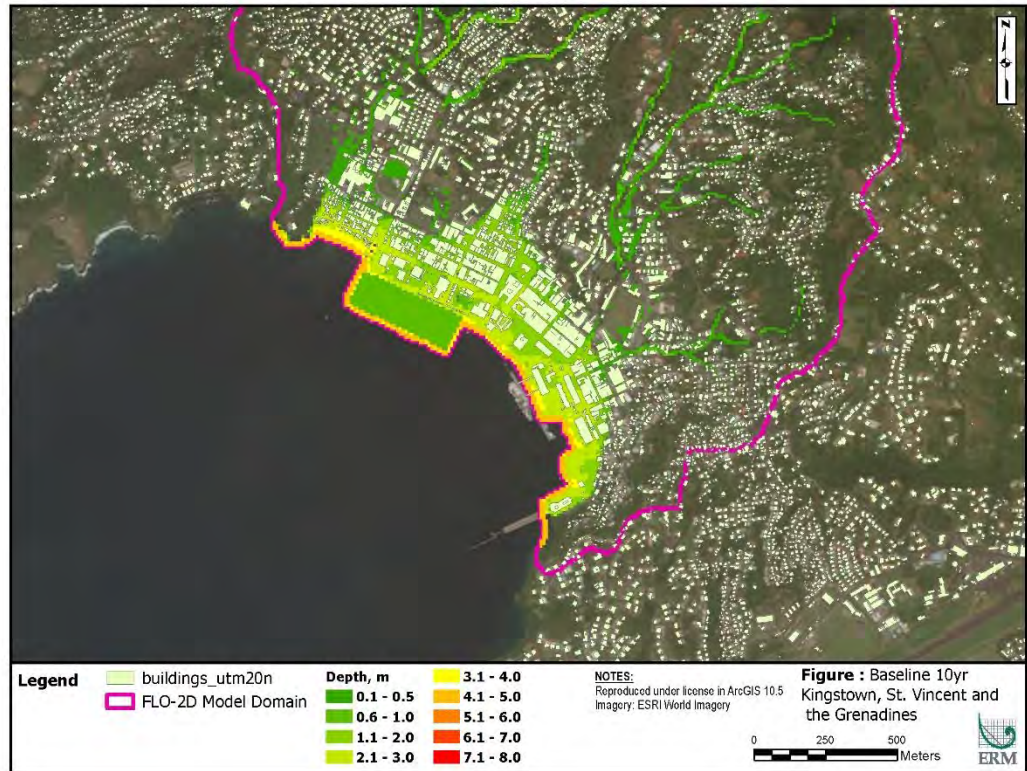 N
Legend
buildings_utm20n
FLO-2D Model Domain
Depth, m
0.1 - 0.5
0.6 - 1.0
1.1 - 2.0
2.1 - 3.0
3.1 - 4.0
4.1 - 5.0
5.1 - 6.0
6.1 - 7.0
7.1 - 8.0
NOTES:
Reproduced under license in ArcGIS 10.5
Imagery: ESRI World Imagery
Figure : Baseline 10yr
Kingstown, St. Vincent and
the Grenadines
0 250 500
Meters
ERM